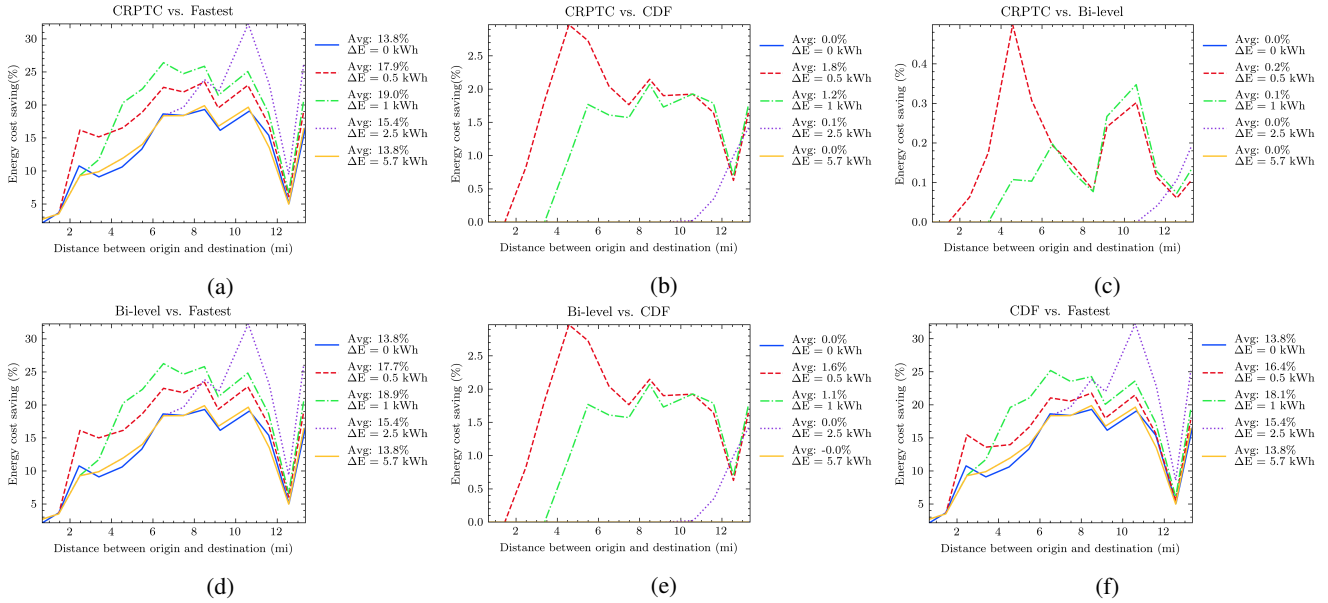 CRPTC vs. Fastest
30
25
20
15
10
5
2 4 6 8 10 12
Energy cost saving(%)
Distance between origin and destination (mi)
Avg: 13.8%
ΔE = 0 kWh
Avg: 17.9%
ΔE = 0.5 kWh
Avg: 19.0%
ΔE = 1 kWh
Avg: 15.4%
ΔE = 2.5 kWh
Avg: 13.8%
ΔE = 5.7 kWh
(a)
CRPTC vs. CDF
2.5
2.0
1.5
1.0
0.5
0.0
2 4 6 8 10 12
Energy cost saving(%)
Distance between origin and destination (mi)
Avg: 0.0%
ΔE = 0 kWh
Avg: 1.8%
ΔE = 0.5 kWh
Avg: 1.2%
ΔE = 1 kWh
Avg: 0.1%
ΔE = 2.5 kWh
Avg: 0.0%
ΔE = 5.7 kWh
(b)
CRPTC vs. Bi-level
0.4
0.3
0.2
0.1
0.0
2 4 6 8 10 12
Energy cost saving (%)
Distance between origin and destination (mi)
Avg: 0.0%
ΔE = 0 kWh
Avg: 0.2%
ΔE = 0.5 kWh
Avg: 0.1%
ΔE = 1 kWh
Avg: 0.0%
ΔE = 2.5 kWh
Avg: 0.0%
ΔE = 5.7 kWh
(c)
Bi-level vs. Fastest
30
25
20
15
10
5
2 4 6 8 10 12
Energy cost saving (%)
Distance between origin and destination (mi)
Avg: 13.8%
ΔE = 0 kWh
Avg: 17.7%
ΔE = 0.5 kWh
Avg: 18.9%
ΔE = 1 kWh
Avg: 15.4%
ΔE = 2.5 kWh
Avg: 13.8%
ΔE = 5.7 kWh
(d)
Bi-level vs. CDF
2.5
2.0
1.5
1.0
0.5
0.0
2 4 6 8 10 12
Energy cost saving (%)
Distance between origin and destination (mi)
Avg: 0.0%
ΔE = 0 kWh
Avg: 1.6%
ΔE = 0.5 kWh
Avg: 1.1%
ΔE = 1 kWh
Avg: 0.0%
ΔE = 2.5 kWh
Avg: -0.0%
ΔE = 5.7 kWh
(e)
CDF vs. Fastest
30
25
20
15
10
5
2 4 6 8 10 12
Energy cost saving (%)
Distance between origin and destination (mi)
Avg: 13.8%
ΔE = 0 kWh
Avg: 16.4%
ΔE = 0.5 kWh
Avg: 18.1%
ΔE = 1 kWh
Avg: 15.4%
ΔE = 2.5 kWh
Avg: 13.8%
ΔE = 5.7 kWh
(f)